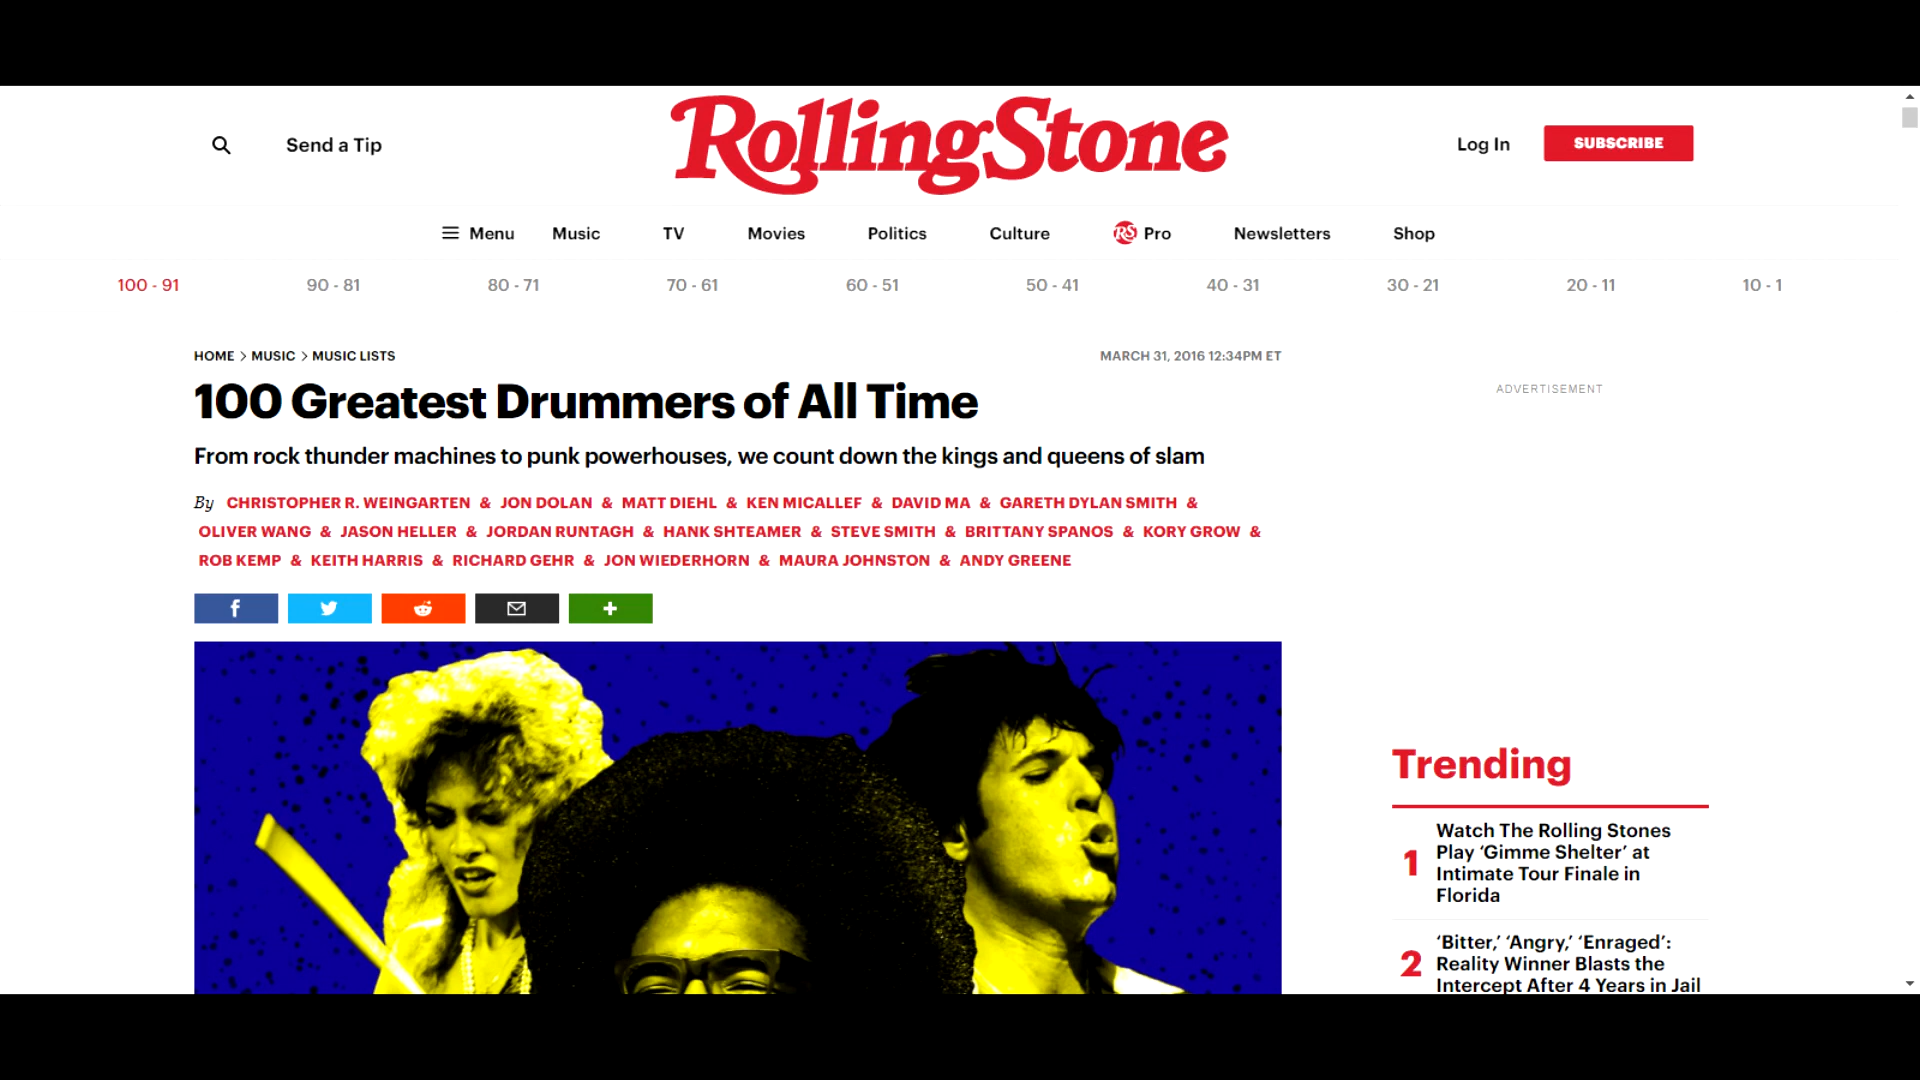 Send a Tip
RollingStone
Log In
SUBSCRIBE
Menu
Music
TV
Movies
Politics
Culture
RS Pro
Newsletters
Shop
100 - 91
90 - 81
80 - 71
70 - 61
60 - 51
50 - 41
40 - 31
30 - 21
20 - 11
10 - 1
HOME > MUSIC > MUSIC LISTS
MARCH 31, 2016 12:34PM ET
100 Greatest Drummers of All Time
From rock thunder machines to punk powerhouses, we count down the kings and queens of slam
By CHRISTOPHER R. WEINGARTEN & JON DOLAN & MATT DIEHL & KEN MICALLEF & DAVID MA & GARETH DYLAN SMITH &
OLIVER WANG & JASON HELLER & JORDAN RUNTAGH & HANK SHTEAMER & STEVE SMITH & BRITTANY SPANOS & KORY GROW &
ROB KEMP & KEITH HARRIS & RICHARD GEHR & JON WIEDERHORN & MAURA JOHNSTON & ANDY GREENE
ADVERTISEMENT
Trending
1
Watch The Rolling Stones
Play ‘Gimme Shelter’ at
Intimate Tour Finale in
Florida
2
‘Bitter,’ ‘Angry,’ ‘Enraged’:
Reality Winner Blasts the
Intercept After 4 Years in Jail